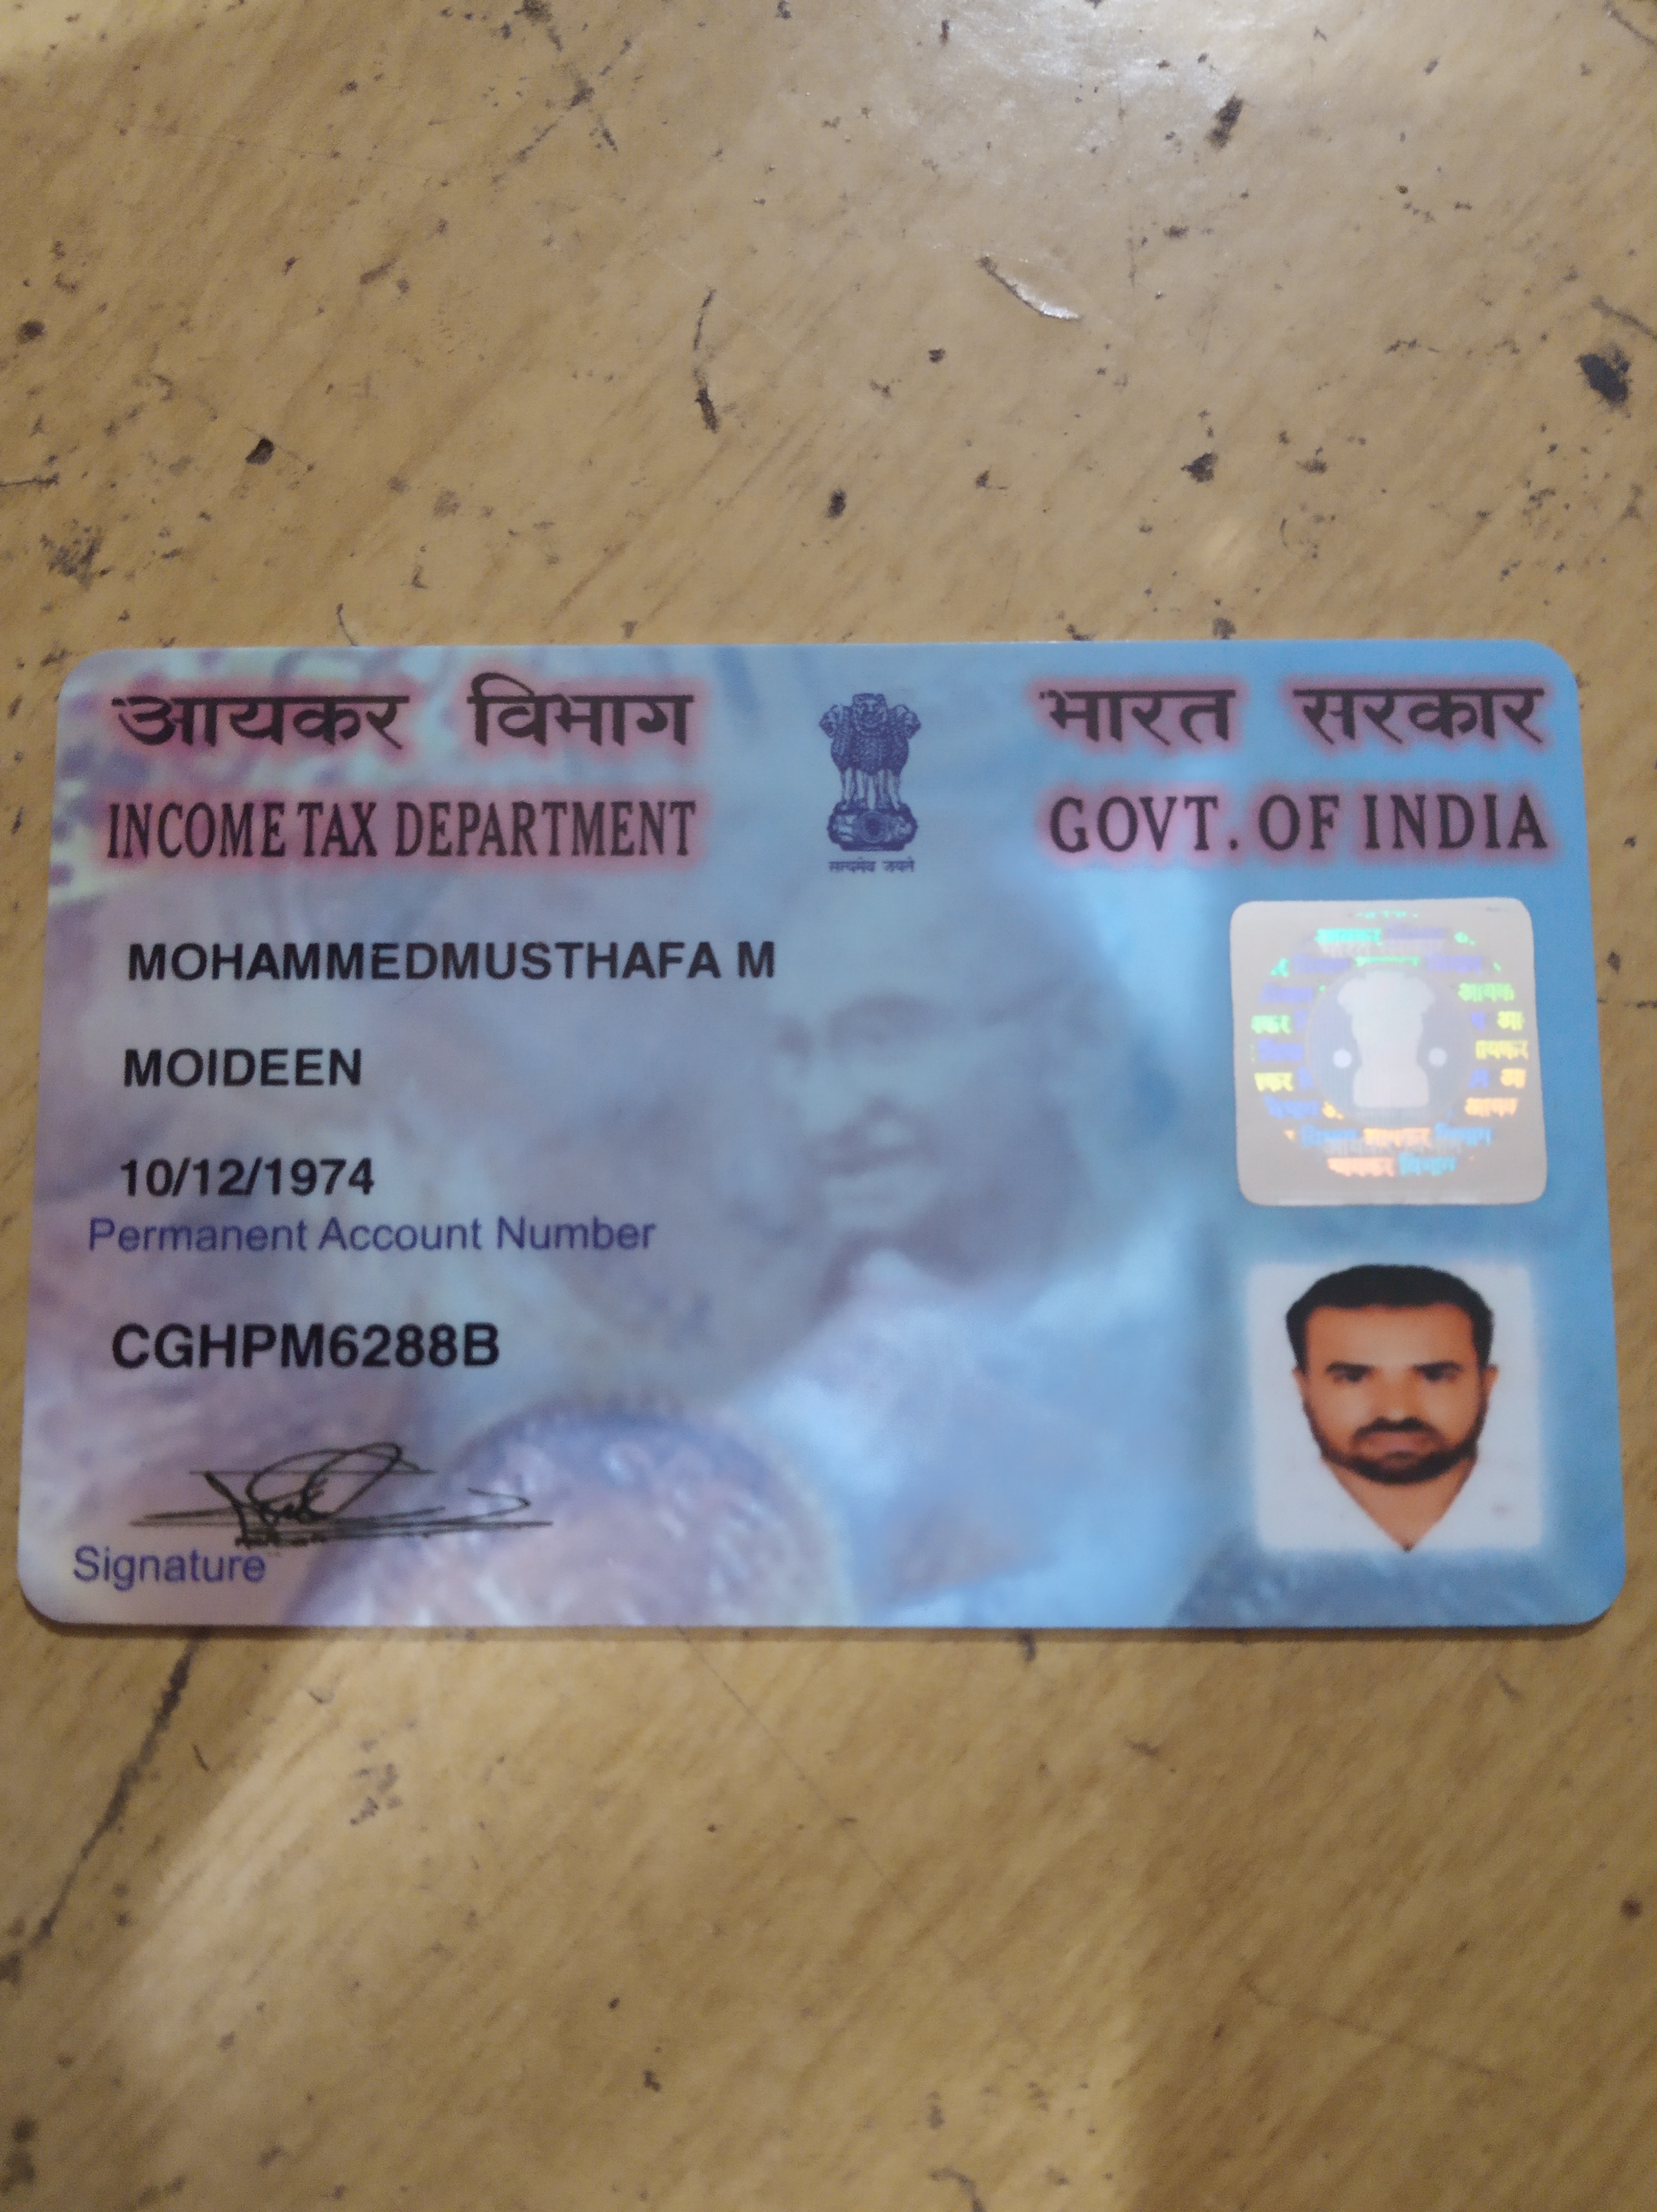 आयकर विभाग
INCOME TAX DEPARTMENT
सत्यमेव जयते
भारत सरकार
GOVT. OF INDIA
MOHAMMEDMUSTHAFA M
MOIDEEN
10/12/1974
Permanent Account Number
CGHPM6288B
Signature